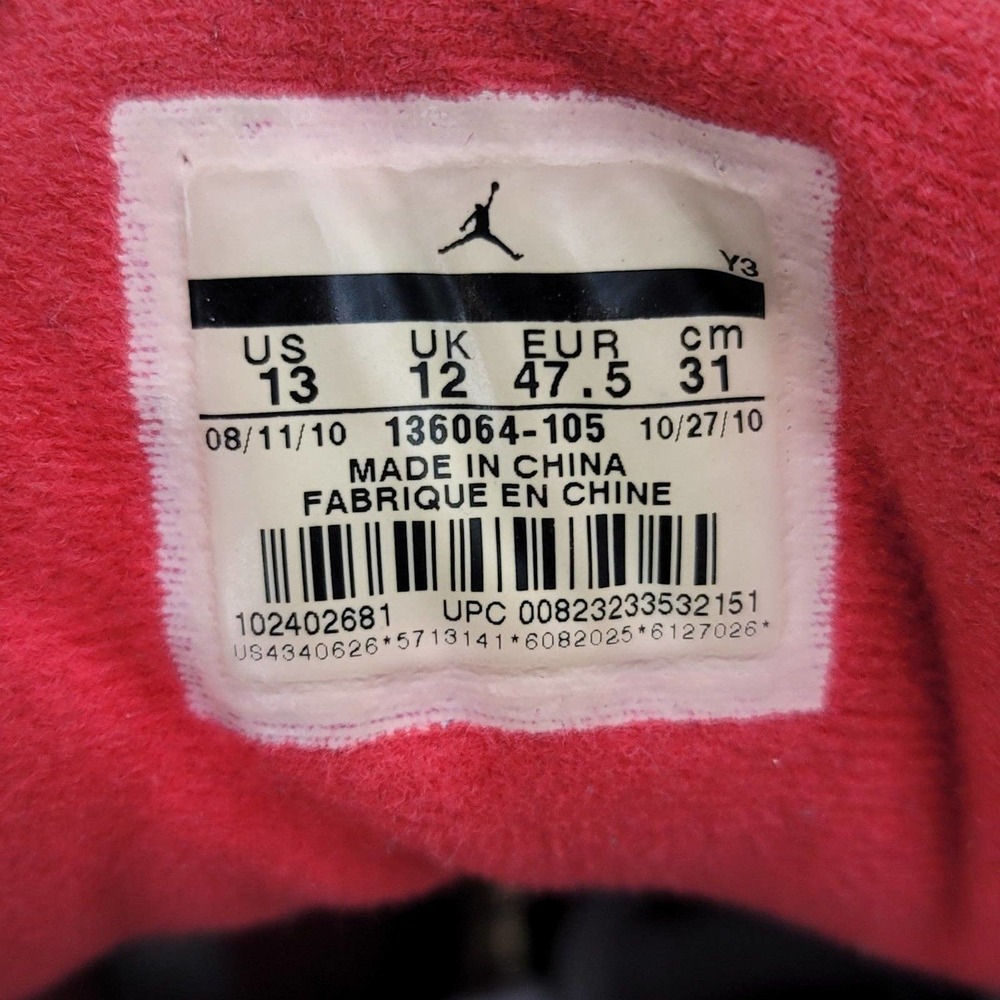 Y3
US UK EUR cm
13 12 47.5 31
08/11/10 136064-105 10/27/10
MADE IN CHINA
FABRIQUE EN CHINE
102402681 UPC 00823233532151
US4340626*5713141*6082025*6127026*